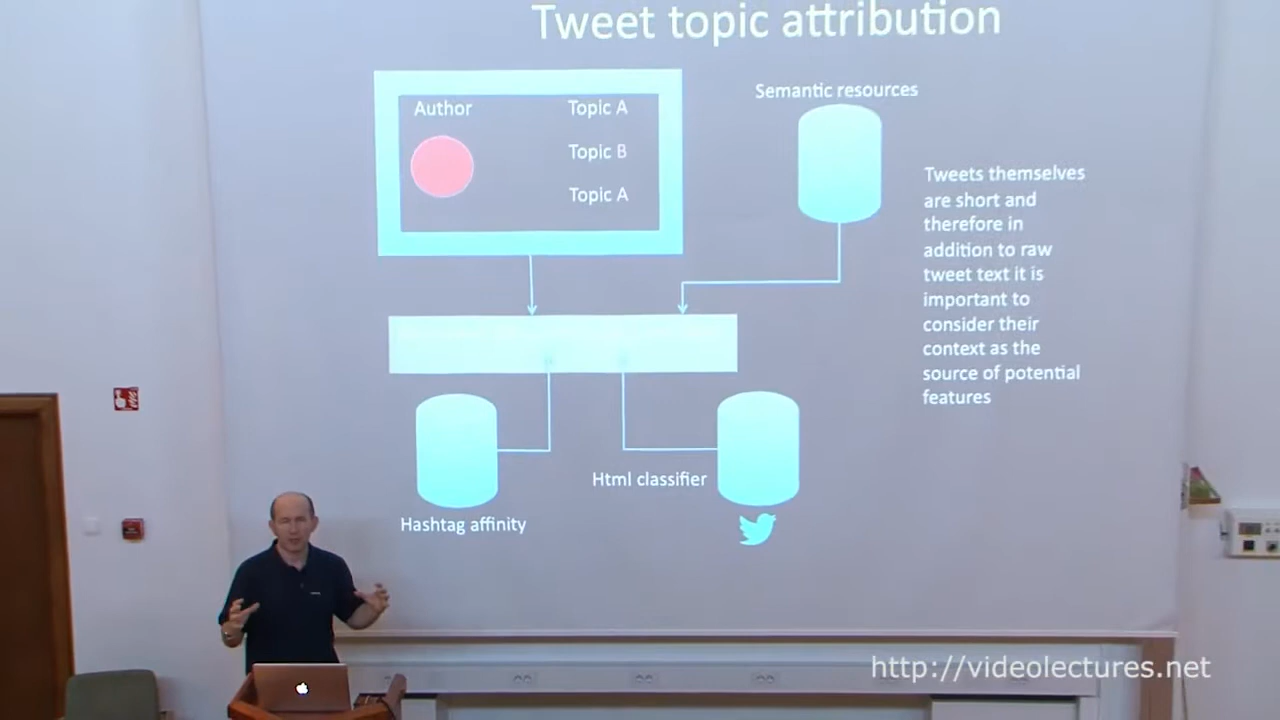 Tweet topic attribution
Author
Topic A
Topic B
Topic A
Semantic resources
Tweets themselves
are short and
therefore in
addition to raw
tweet text it is
important to
consider their
context as the
source of potential
features
Html classifier
Hashtag affinity
http://videolectures.net